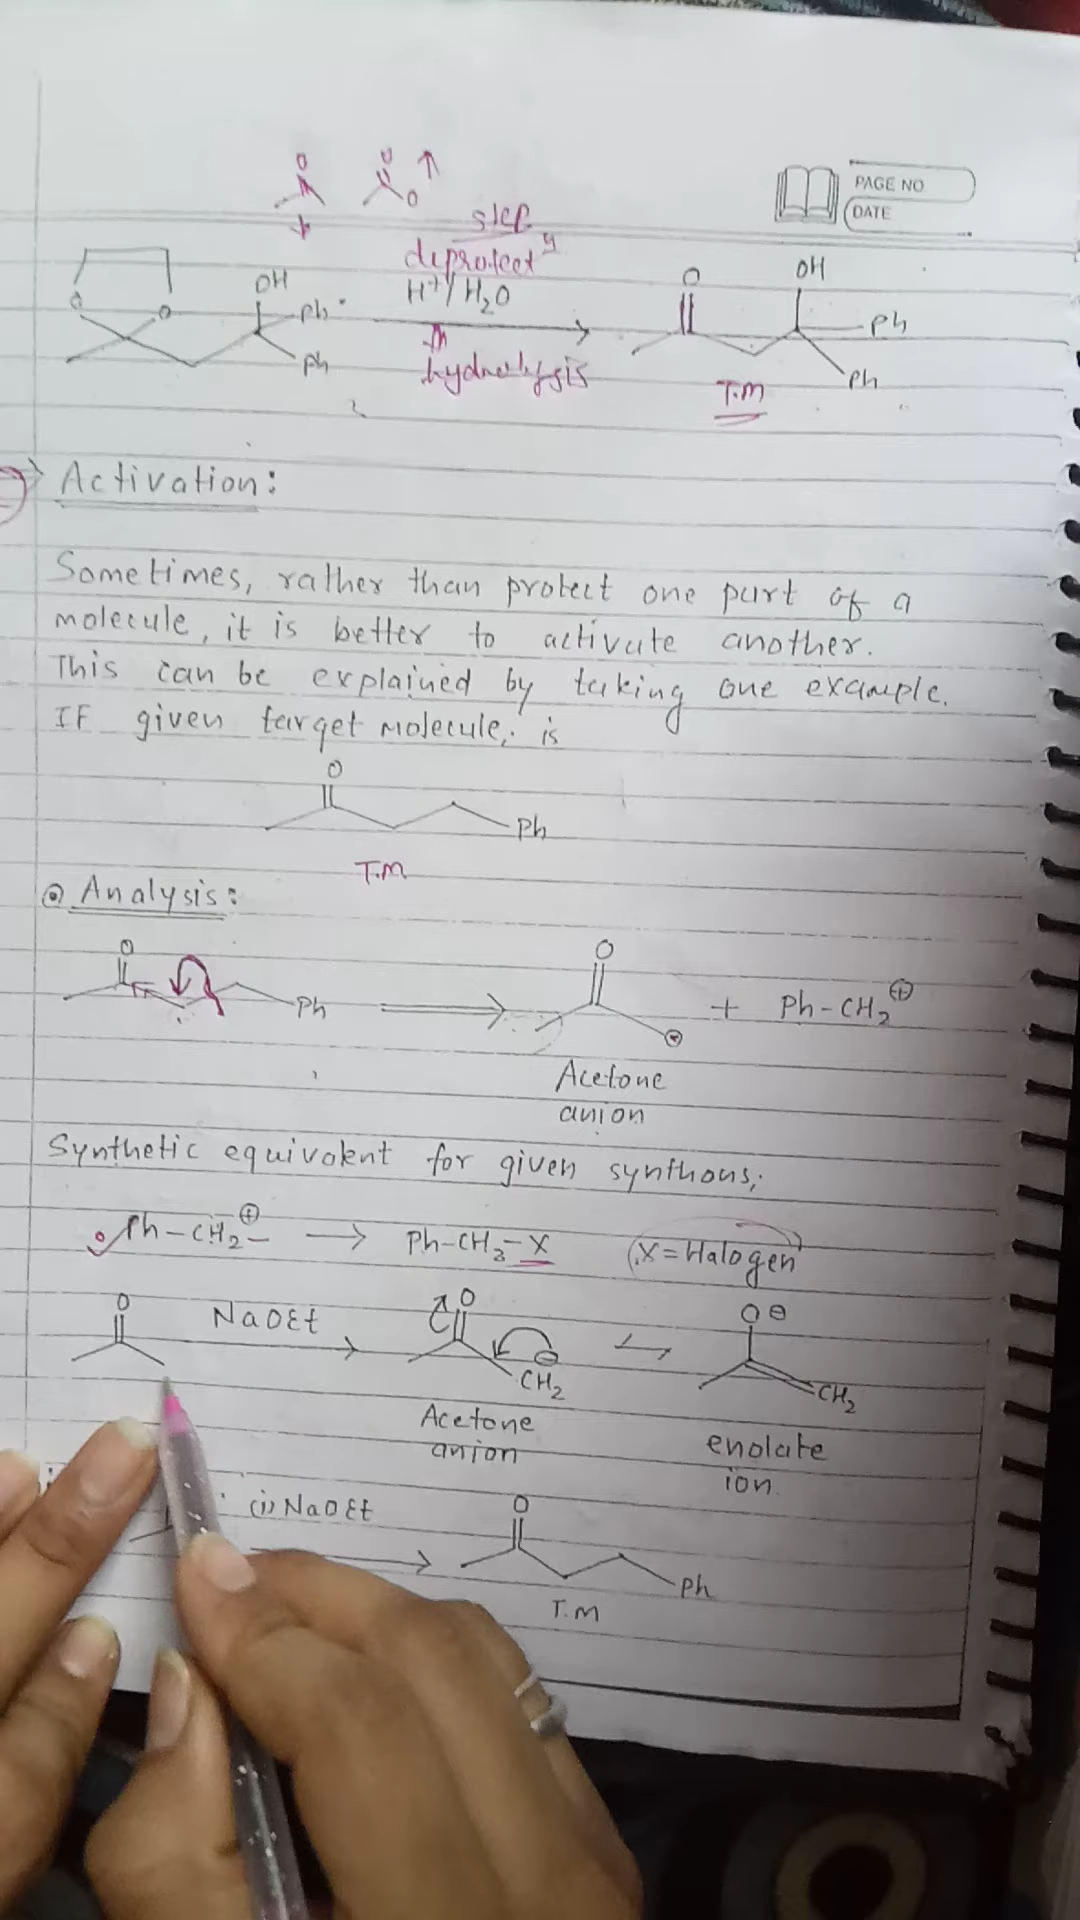 O O
O
PAGE NO
DATE
step
deprotect
OH
O
O
Ph
Ph
H+/H2O
hydrolysis
O
OH
Ph
Ph
T.M
Activation:
Sometimes, rather than protect one part of a
molecule, it is better to activate another.
This can be explained by taking one example.
IF given target molecule, is
O
Ph
T.M
Analysis:
O
Ph
O
⊖
+ Ph-CH2⊕
Acetone
anion
Synthetic equivalent for given synthons;
Ph-CH2⊕ → Ph-CH2-X (X=Halogen)
O
NaOEt
O
⊖
CH2
O⊖
CH2
Acetone
anion
enolate
ion
(i) NaOEt
O
Ph
T.M